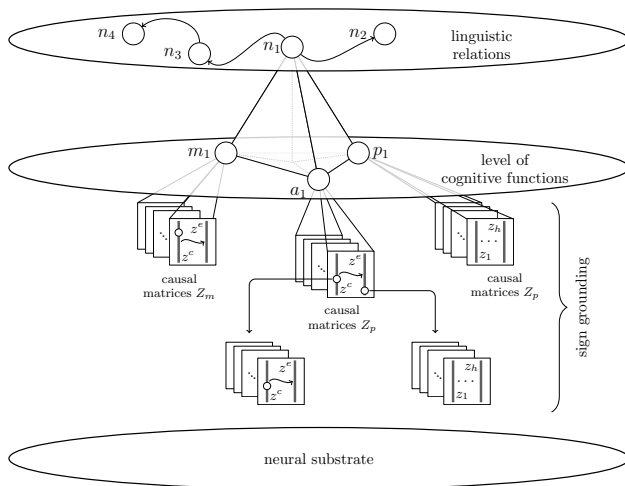 n4
n3
n1
n2
linguistic
relations
m1
p1
a1
level of
cognitive functions
z^e
z^c
causal
matrices Z_m
z^e
z^c
causal
matrices Z_p
z_h
...
z_1
causal
matrices Z_p
sign grounding
z^e
z^c
z_h
...
z_1
neural substrate